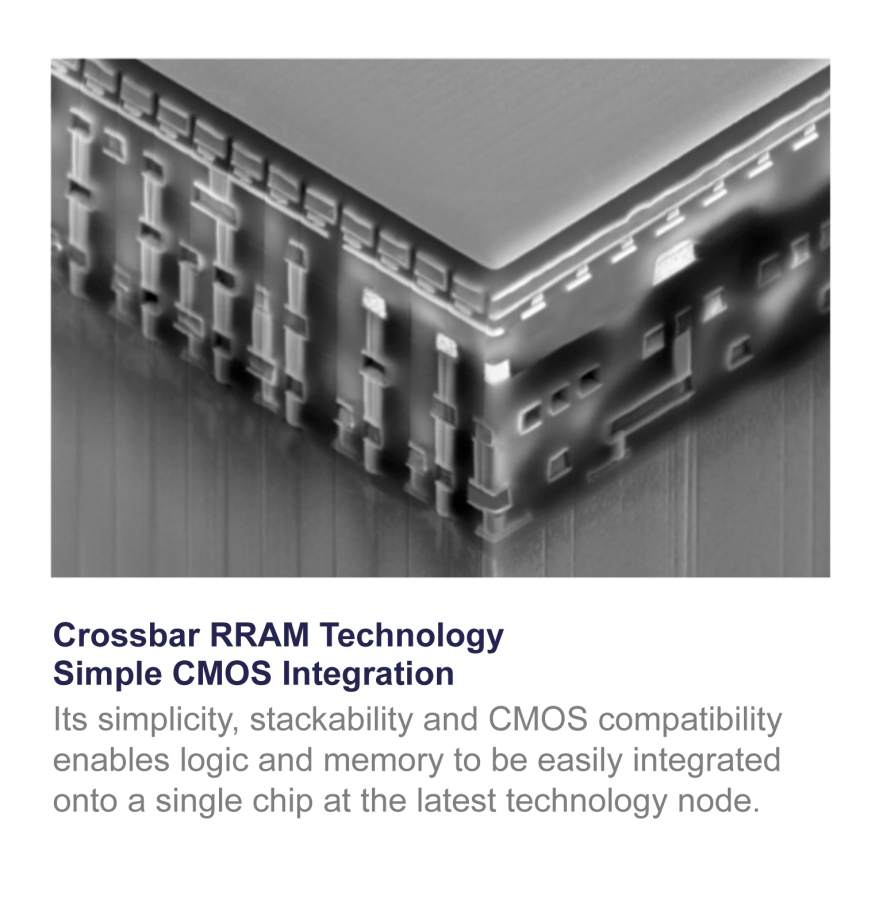 Crossbar RRAM Technology
Simple CMOS Integration
Its simplicity, stackability and CMOS compatibility
enables logic and memory to be easily integrated
onto a single chip at the latest technology node.